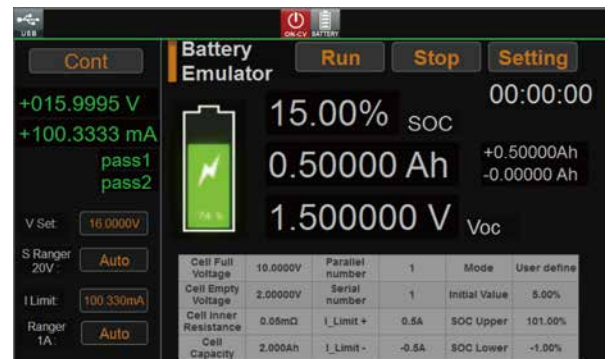 USB
ON-CV BATTERY
Cont
+015.9995 V
+100.3333 mA
pass1
pass2
V Set: 16.0000V
S Ranger
20V : Auto
I Limit: 100.330mA
Ranger
1A : Auto
Battery
Emulator
Run Stop Setting
00:00:00
15.00% SOC
0.50000 Ah
+0.50000Ah
-0.00000 Ah
1.500000 V Voc
74 %
Cell Full Voltage 10.0000V Parallel number 1 Mode User define
Cell Empty Voltage 2.00000V Serial number 1 Initial Value 5.00%
Cell Inner Resistance 0.05mΩ I_Limit + 0.5A SOC Upper 101.00%
Cell Capacity 2.000Ah I_Limit - -0.5A SOC Lower -1.00%